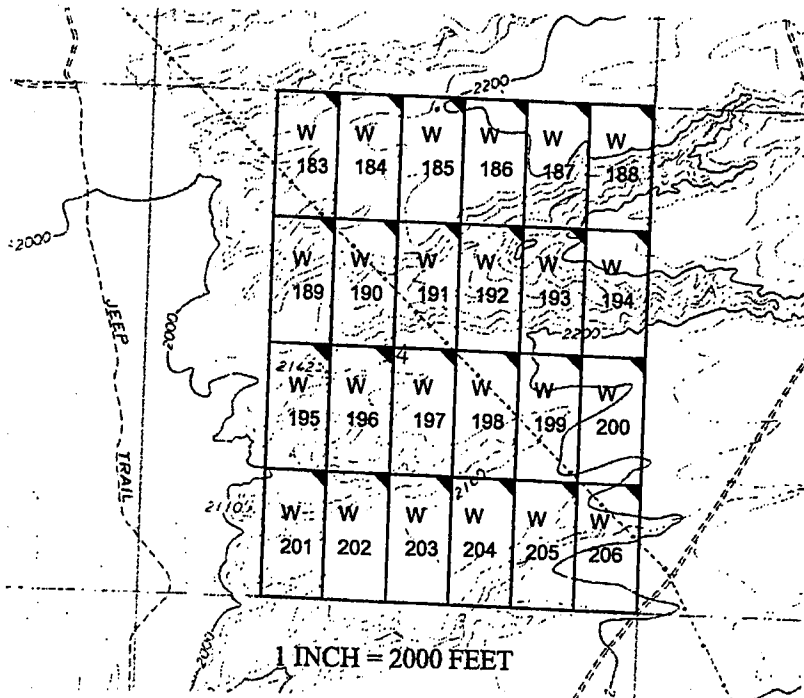 2200
W W W W W W
183 184 185 186 187 188
2000
W W W W W W
189 190 191 192 193 194
2000
JEEP
2200
4
2142
W W W W W W
195 196 197 198 199 200
TRAIL
2100
2110
W W W W W W
201 202 203 204 205 206
2000
1 INCH = 2000 FEET